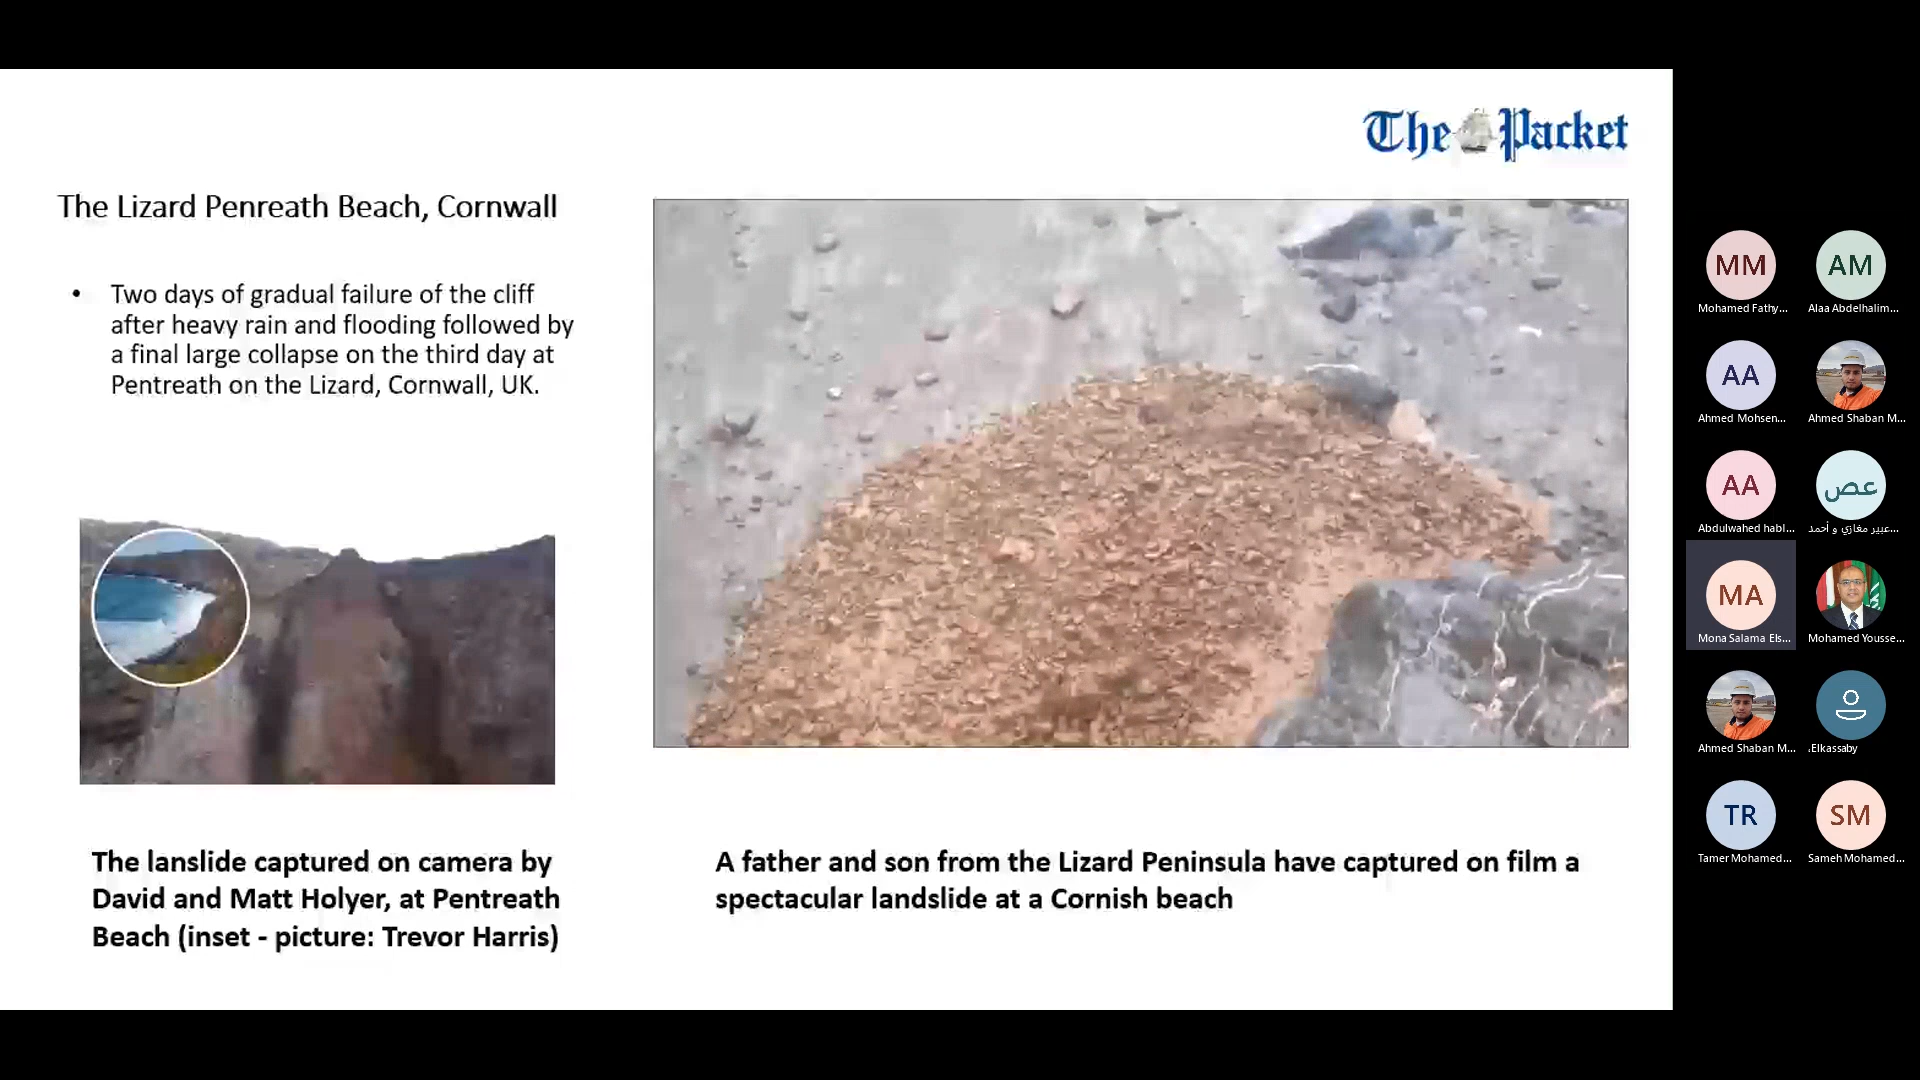 The Packet
The Lizard Penreath Beach, Cornwall
• Two days of gradual failure of the cliff
after heavy rain and flooding followed by
a final large collapse on the third day at
Pentreath on the Lizard, Cornwall, UK.
The lanslide captured on camera by
David and Matt Holyer, at Pentreath
Beach (inset - picture: Trevor Harris)
A father and son from the Lizard Peninsula have captured on film a
spectacular landslide at a Cornish beach
MM
AM
Mohamed Fathy...
Alaa Abdelhalim...
AA
Ahmed Mohsen...
Ahmed Shaban M...
AA
عص
Abdulwahed habl...
عبير مغازي و أحمد...
MA
Mona Salama Els...
Mohamed Yousse...
Ahmed Shaban M...
.Elkassaby
TR
SM
Tamer Mohamed...
Sameh Mohamed...